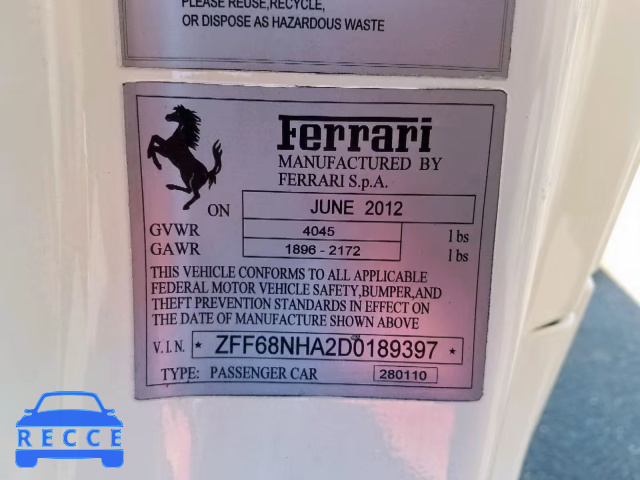 PLEASE REUSE,RECYCLE,
OR DISPOSE AS HAZARDOUS WASTE
Ferrari
MANUFACTURED BY
FERRARI S.p.A.
ON JUNE 2012
GVWR 4045 lbs
GAWR 1896 - 2172 lbs
THIS VEHICLE CONFORMS TO ALL APPLICABLE
FEDERAL MOTOR VEHICLE SAFETY,BUMPER,AND
THEFT PREVENTION STANDARDS IN EFFECT ON
THE DATE OF MANUFACTURE SHOWN ABOVE
V.I.N. * ZFF68NHA2D0189397 *
TYPE: PASSENGER CAR 280110
RECCE